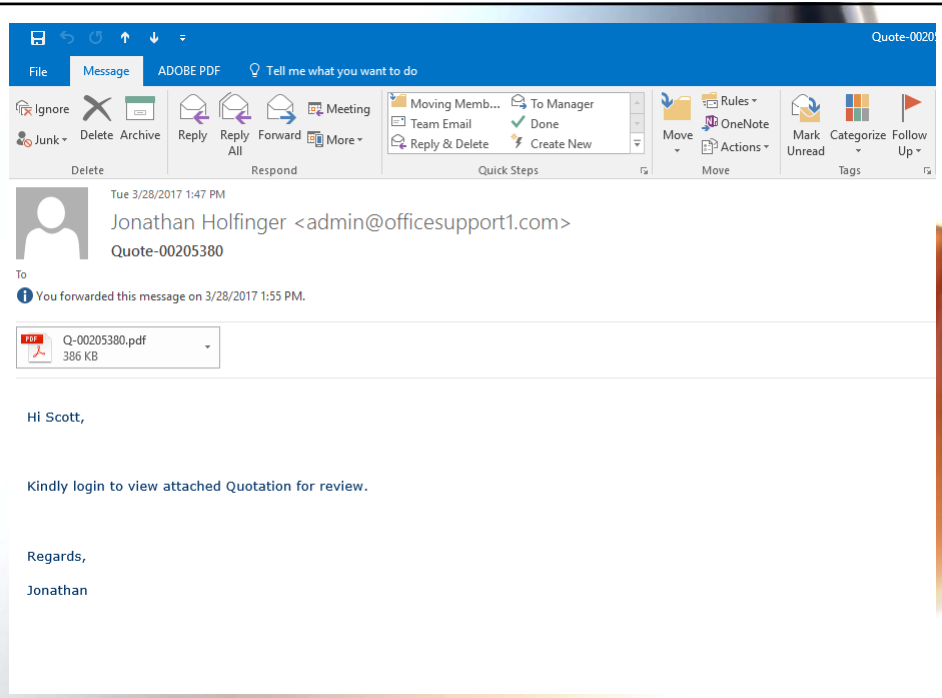 Quote-0020
File Message ADOBE PDF Tell me what you want to do
Ignore
Junk
Delete Archive
Reply Reply All Forward
Meeting
More
Moving Memb... To Manager
Team Email Done
Reply & Delete Create New
Move
Rules
OneNote
Actions
Mark Unread Categorize Follow Up
Delete Respond Quick Steps Move Tags
Tue 3/28/2017 1:47 PM
Jonathan Holfinger <admin@officesupport1.com>
Quote-00205380
To
You forwarded this message on 3/28/2017 1:55 PM.
PDF
Q-00205380.pdf
386 KB
Hi Scott,
Kindly login to view attached Quotation for review.
Regards,
Jonathan